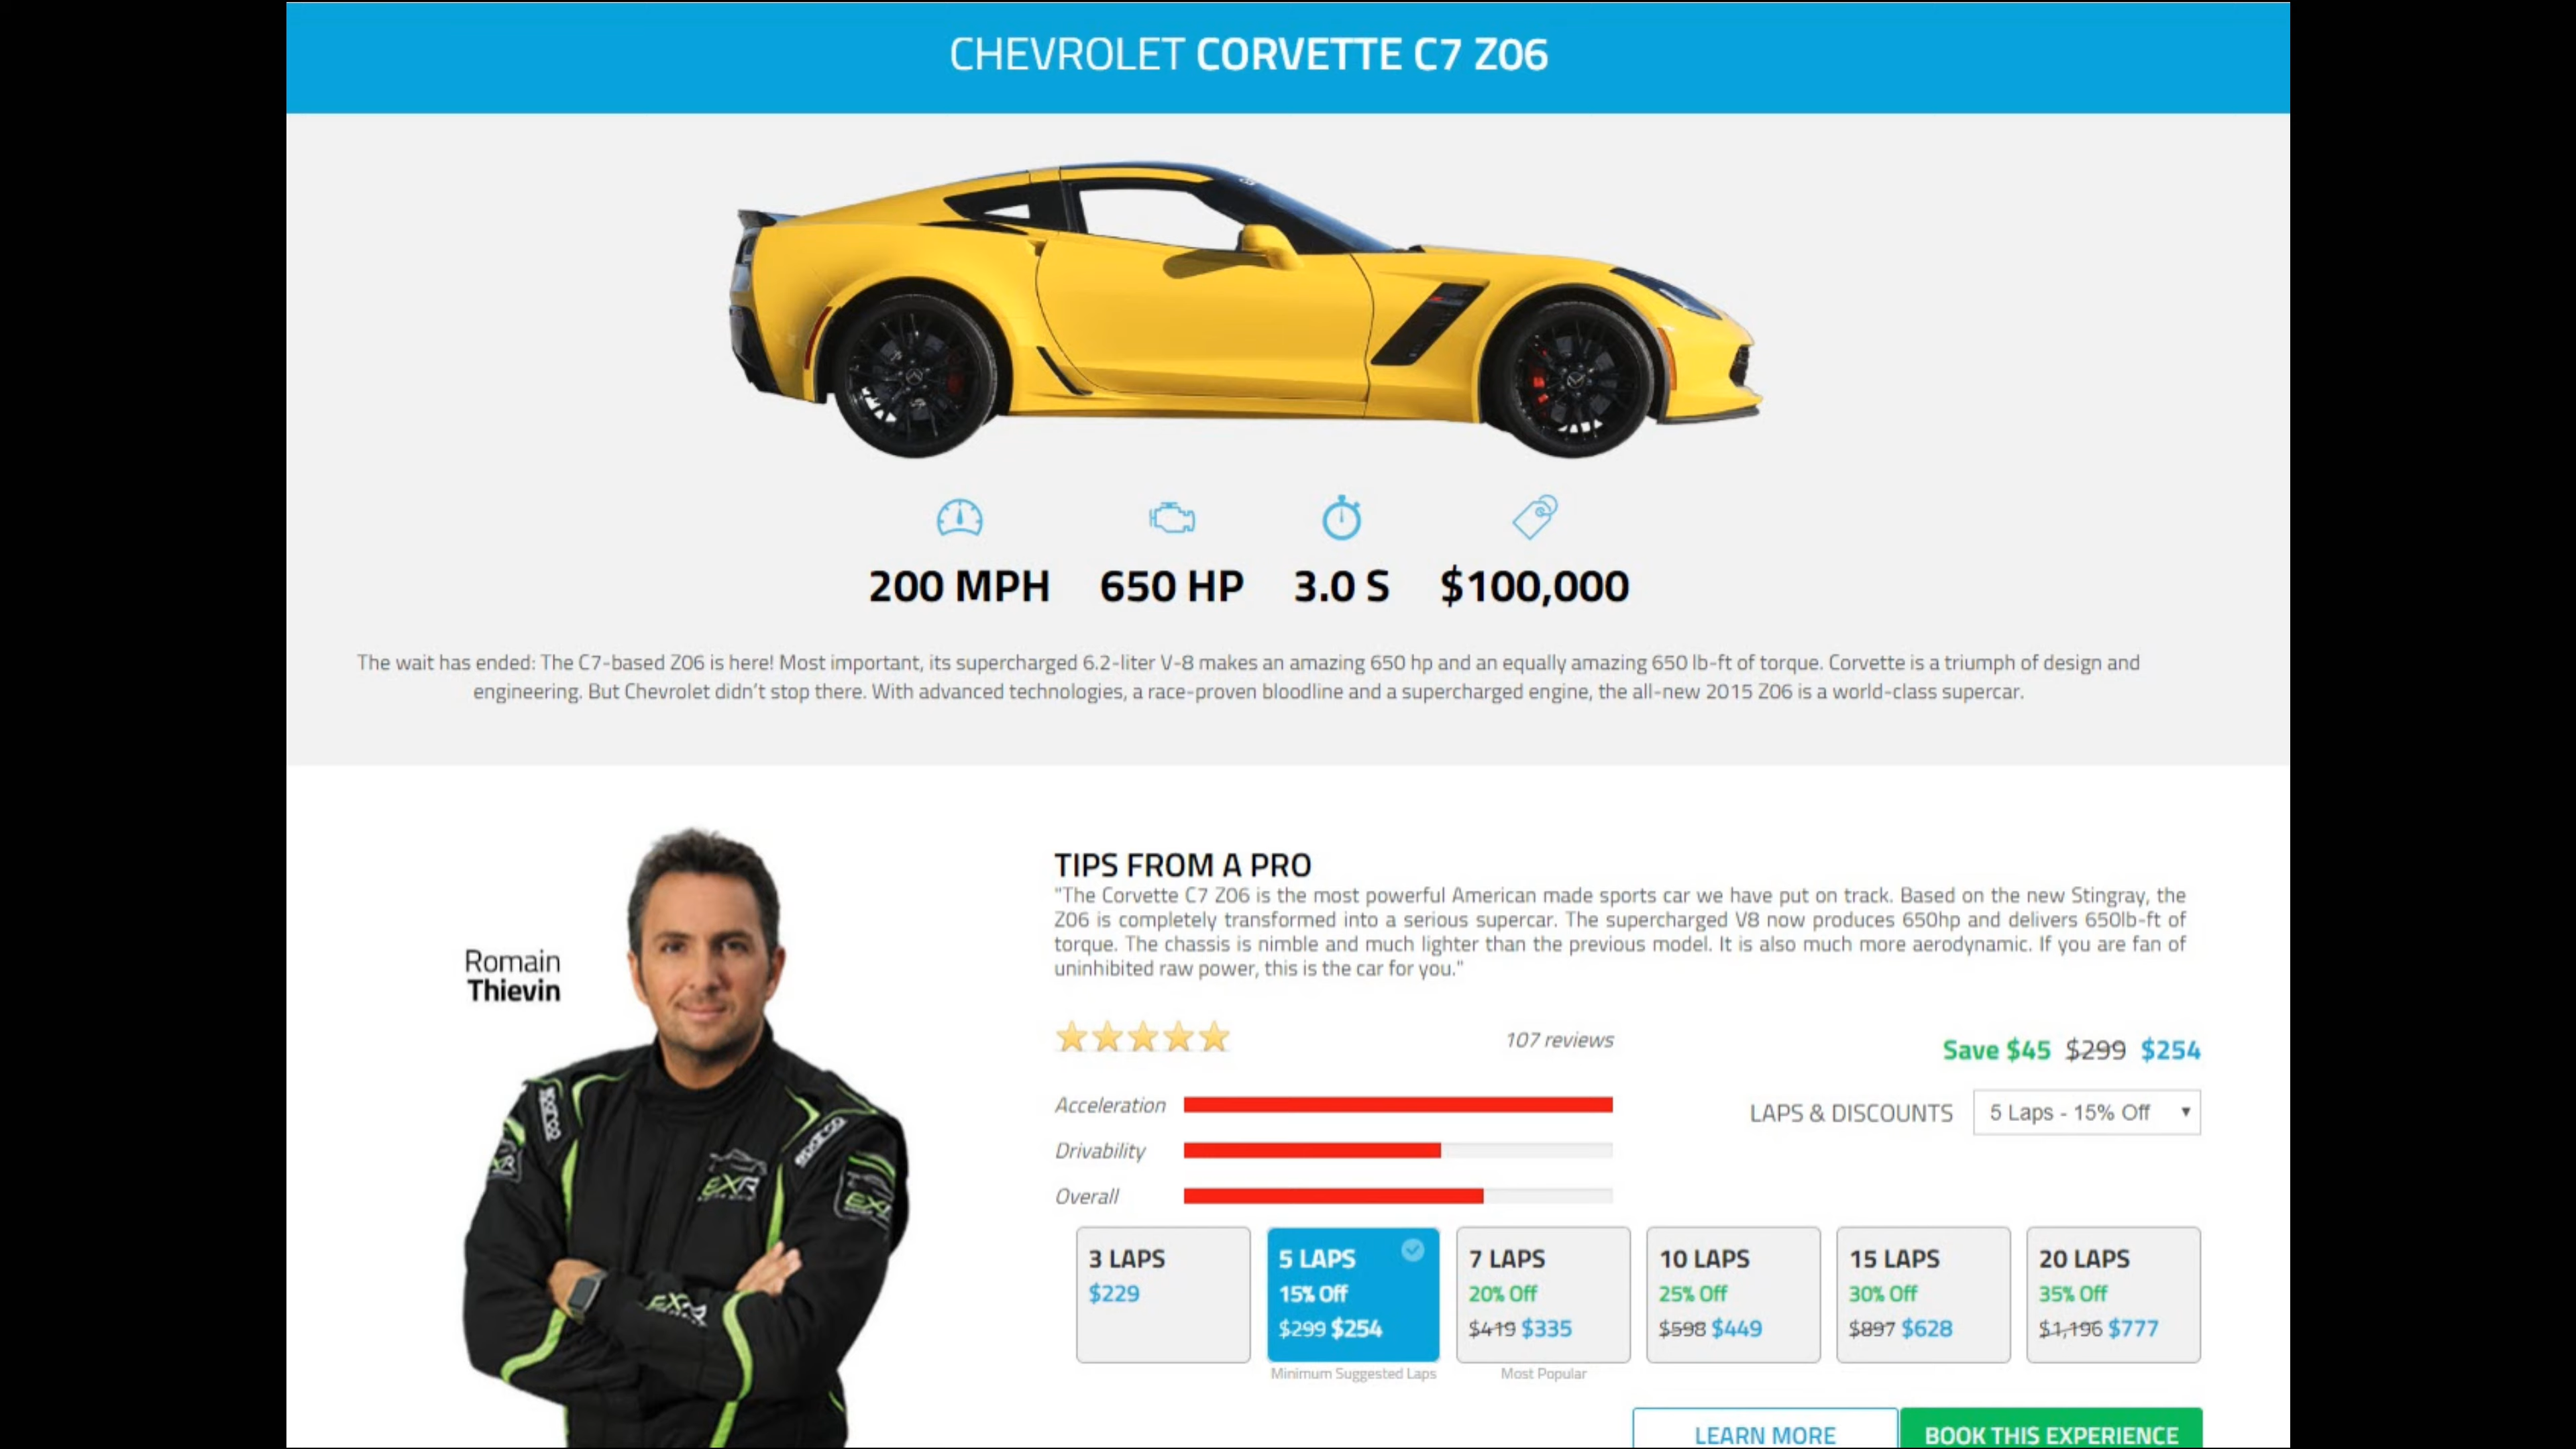 CHEVROLET CORVETTE C7 Z06
200 MPH 650 HP 3.0 S $100,000
The wait has ended: The C7-based Z06 is here! Most important, its supercharged 6.2-liter V-8 makes an amazing 650 hp and an equally amazing 650 lb-ft of torque. Corvette is a triumph of design and
engineering. But Chevrolet didn't stop there. With advanced technologies, a race-proven bloodline and a supercharged engine, the all-new 2015 Z06 is a world-class supercar.
Romain
Thievin
sparco
sparco
EXR
EXR
EXR
TIPS FROM A PRO
"The Corvette C7 Z06 is the most powerful American made sports car we have put on track. Based on the new Stingray, the
Z06 is completely transformed into a serious supercar. The supercharged V8 now produces 650hp and delivers 650lb-ft of
torque. The chassis is nimble and much lighter than the previous model. It is also much more aerodynamic. If you are fan of
uninhibited raw power, this is the car for you."
107 reviews
Save $45 $299 $254
Acceleration
LAPS & DISCOUNTS 5 Laps - 15% Off
Drivability
Overall
3 LAPS
$229
5 LAPS
15% Off
$299 $254
Minimum Suggested Laps
7 LAPS
20% Off
$419 $335
Most Popular
10 LAPS
25% Off
$598 $449
15 LAPS
30% Off
$897 $628
20 LAPS
35% Off
$1,196 $777
LEARN MORE
BOOK THIS EXPERIENCE